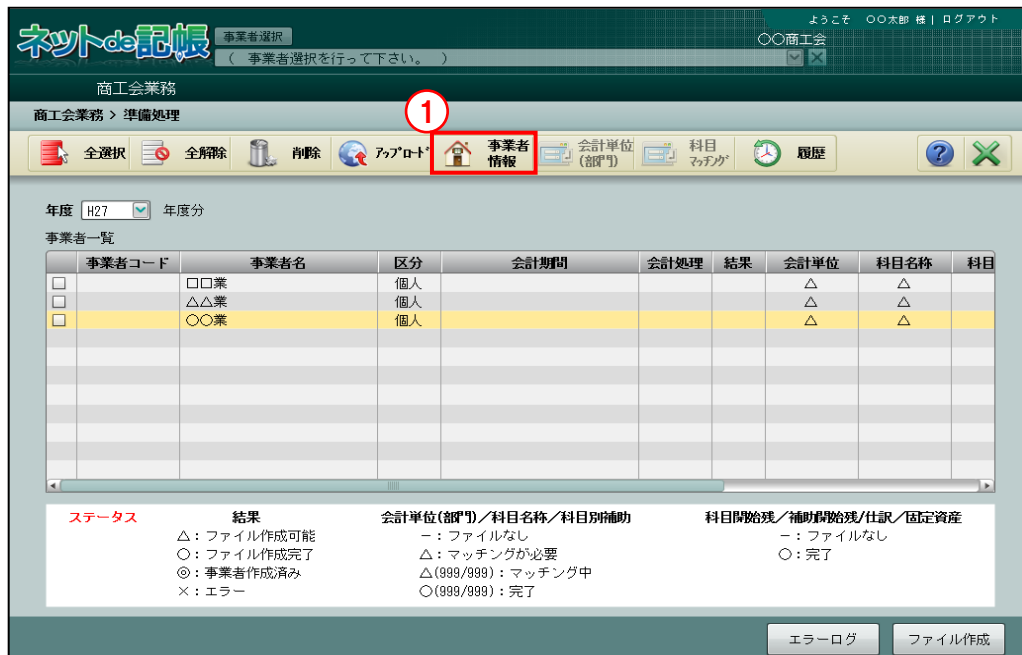 ようこそ ○○太郎 様 | ログアウト
ネットde記帳
事業者選択
○○商工会
( 事業者選択を行って下さい。 )
商工会業務
商工会業務 > 準備処理
1
全選択 全解除 削除 アップロード 事業者情報 会計単位(部門) 科目マッチング 履歴
年度 H27 年度分
事業者一覧
事業者コード 事業者名 区分 会計期間 会計処理 結果 会計単位 科目名称 科目
□□業 個人 △ △
△△業 個人 △ △
○○業 個人 △ △
ステータス 結果 会計単位(部門)/科目名称/科目別補助 科目開始残/補助開始残/仕訳/固定資産
△:ファイル作成可能 -:ファイルなし -:ファイルなし
○:ファイル作成完了 △:マッチングが必要 ○:完了
◎:事業者作成済み △(999/999):マッチング中
×:エラー ○(999/999):完了
エラーログ ファイル作成